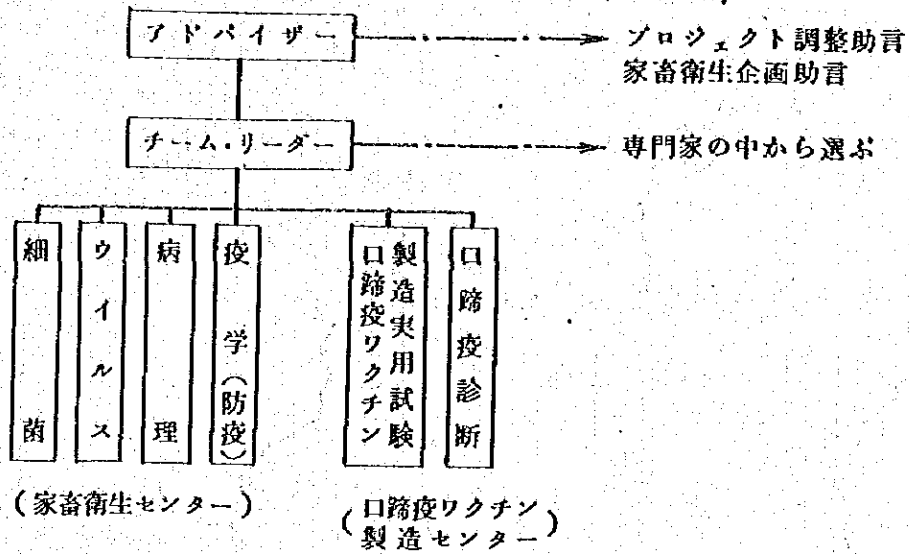 アドバイザー
プロジェクト調整助言
家畜衛生企画助言
チーム・リーダー
専門家の中から選ぶ
細菌
ウイルス
病理
疫学(防疫)
口蹄疫ワクチン
製造実用試験
口蹄疫診断
(家畜衛生センター)
(口蹄疫ワクチン
製造センター)